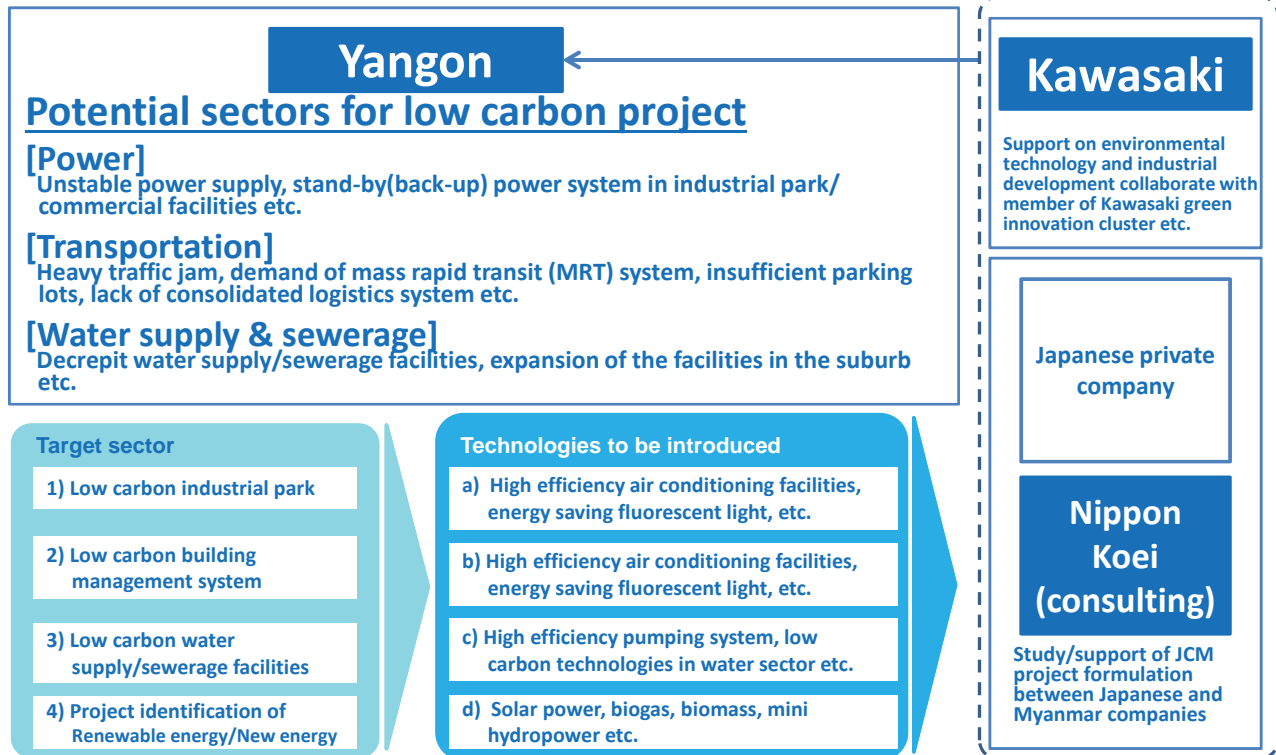 Yangon
Potential sectors for low carbon project
[Power]
Unstable power supply, stand-by(back-up) power system in industrial park/
commercial facilities etc.
[Transportation]
Heavy traffic jam, demand of mass rapid transit (MRT) system, insufficient parking
lots, lack of consolidated logistics system etc.
[Water supply & sewerage]
Decrepit water supply/sewerage facilities, expansion of the facilities in the suburb
etc.
Target sector
1) Low carbon industrial park
2) Low carbon building
management system
3) Low carbon water
supply/sewerage facilities
4) Project identification of
Renewable energy/New energy
Technologies to be introduced
a) High efficiency air conditioning facilities,
energy saving fluorescent light, etc.
b) High efficiency air conditioning facilities,
energy saving fluorescent light, etc.
c) High efficiency pumping system, low
carbon technologies in water sector etc.
d) Solar power, biogas, biomass, mini
hydropower etc.
Kawasaki
Support on environmental
technology and industrial
development collaborate with
member of Kawasaki green
innovation cluster etc.
Japanese private
company
Nippon
Koei
(consulting)
Study/support of JCM
project formulation
between Japanese and
Myanmar companies